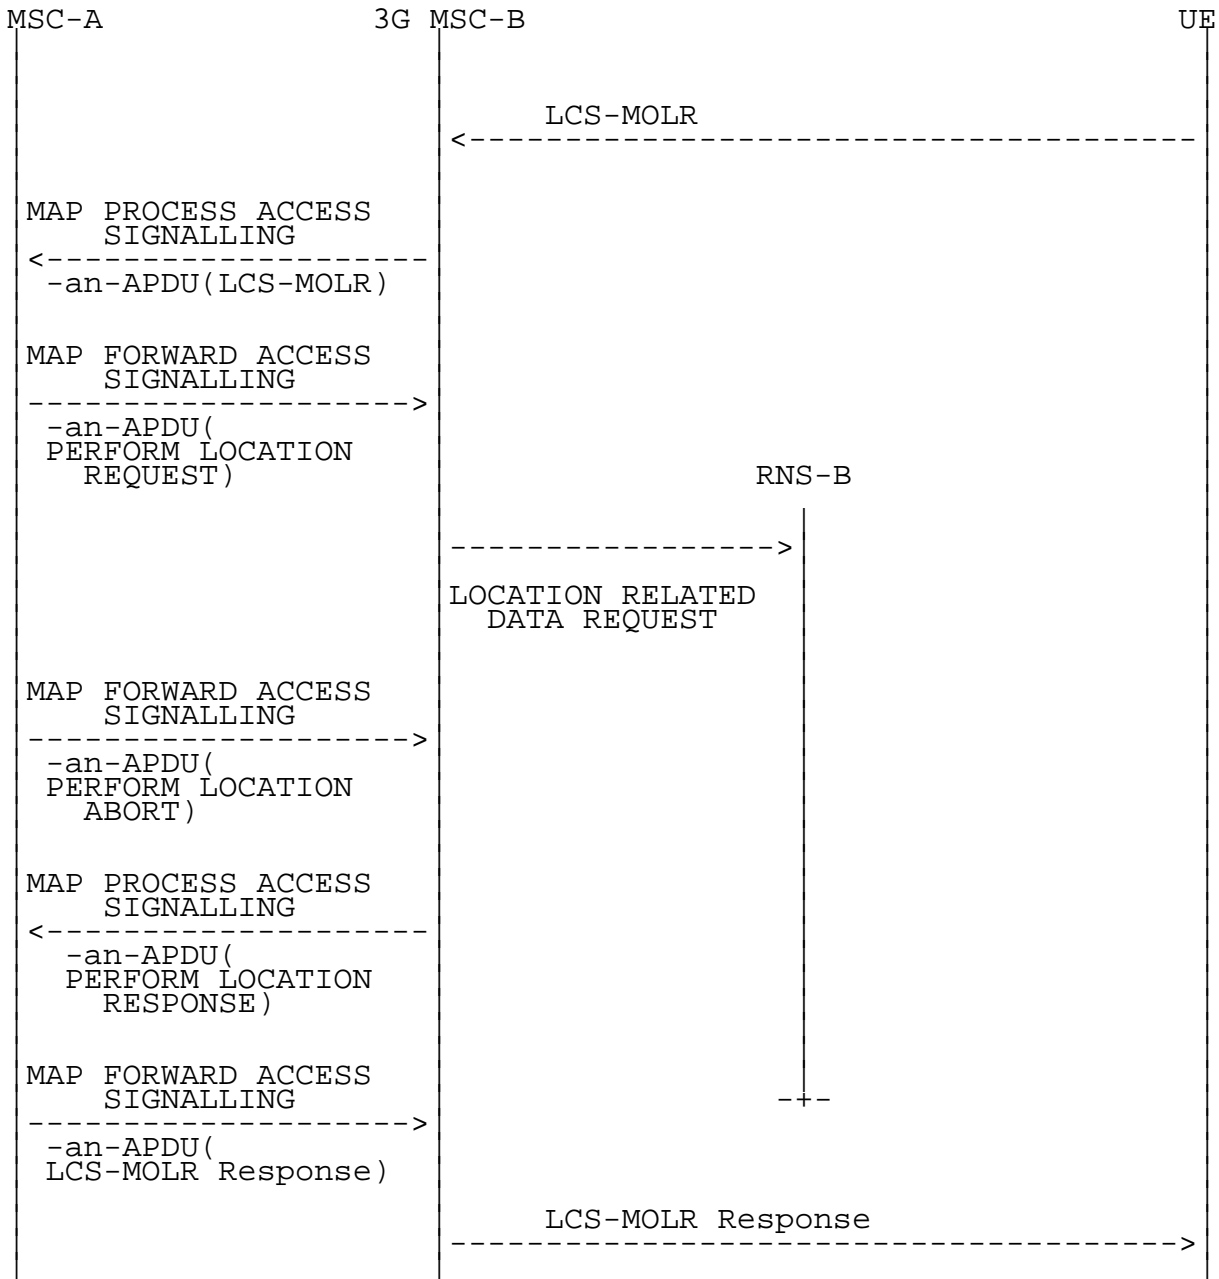 MSC-A 3G MSC-B UE
LCS-MOLR
MAP PROCESS ACCESS
SIGNALLING
-an-APDU(LCS-MOLR)
MAP FORWARD ACCESS
SIGNALLING
-an-APDU(
PERFORM LOCATION
REQUEST)
RNS-B
LOCATION RELATED
DATA REQUEST
MAP FORWARD ACCESS
SIGNALLING
-an-APDU(
PERFORM LOCATION
ABORT)
MAP PROCESS ACCESS
SIGNALLING
-an-APDU(
PERFORM LOCATION
RESPONSE)
MAP FORWARD ACCESS
SIGNALLING
-an-APDU(
LCS-MOLR Response)
LCS-MOLR Response